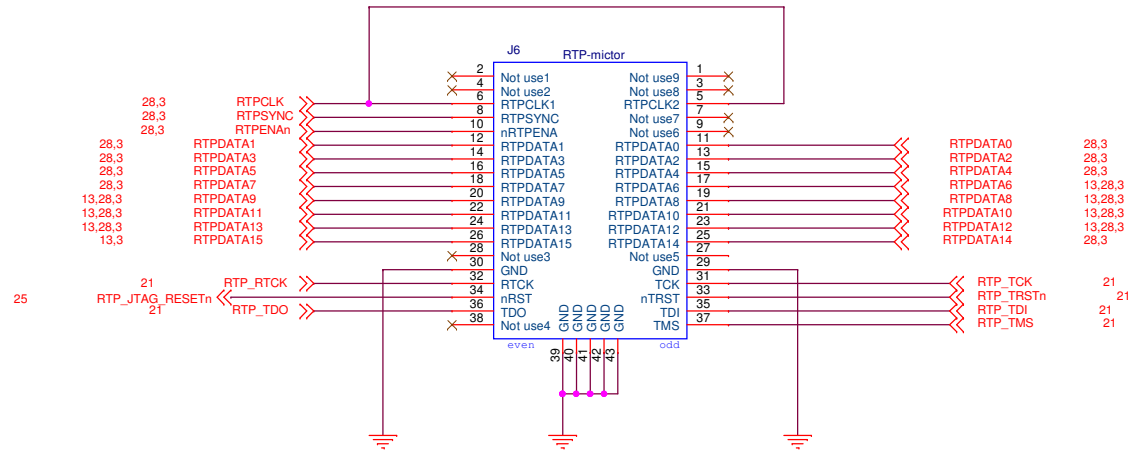 J6 RTP-mictor
2 Not use1 Not use9 1
4 Not use2 Not use8 3
28,3 RTPCLK 6 RTPCLK1 RTPCLK2 5
28,3 RTPSYNC 8 RTPSYNC Not use7 7
28,3 RTPENAn 10 nRTPENA Not use6 9
28,3 RTPDATA1 12 RTPDATA1 RTPDATA0 11 RTPDATA0 28,3
28,3 RTPDATA3 14 RTPDATA3 RTPDATA2 13 RTPDATA2 28,3
28,3 RTPDATA5 16 RTPDATA5 RTPDATA4 15 RTPDATA4 28,3
28,3 RTPDATA7 18 RTPDATA7 RTPDATA6 17 RTPDATA6 13,28,3
13,28,3 RTPDATA9 20 RTPDATA9 RTPDATA8 19 RTPDATA8 13,28,3
13,28,3 RTPDATA11 22 RTPDATA11 RTPDATA10 21 RTPDATA10 13,28,3
13,28,3 RTPDATA13 24 RTPDATA13 RTPDATA12 23 RTPDATA12 13,28,3
13,3 RTPDATA15 26 RTPDATA15 RTPDATA14 25 RTPDATA14 28,3
28 Not use3 Not use5 27
30 GND GND 29
21 RTP_RTCK 32 RTCK TCK 31 RTP_TCK 21
25 RTP_JTAG_RESETn 34 nRST nTRST 33 RTP_TRSTn 21
21 RTP_TDO 36 TDO TDI 35 RTP_TDI 21
38 Not use4 GND GND GND GND GND TMS 37 RTP_TMS 21
even odd
39 40 41 42 43